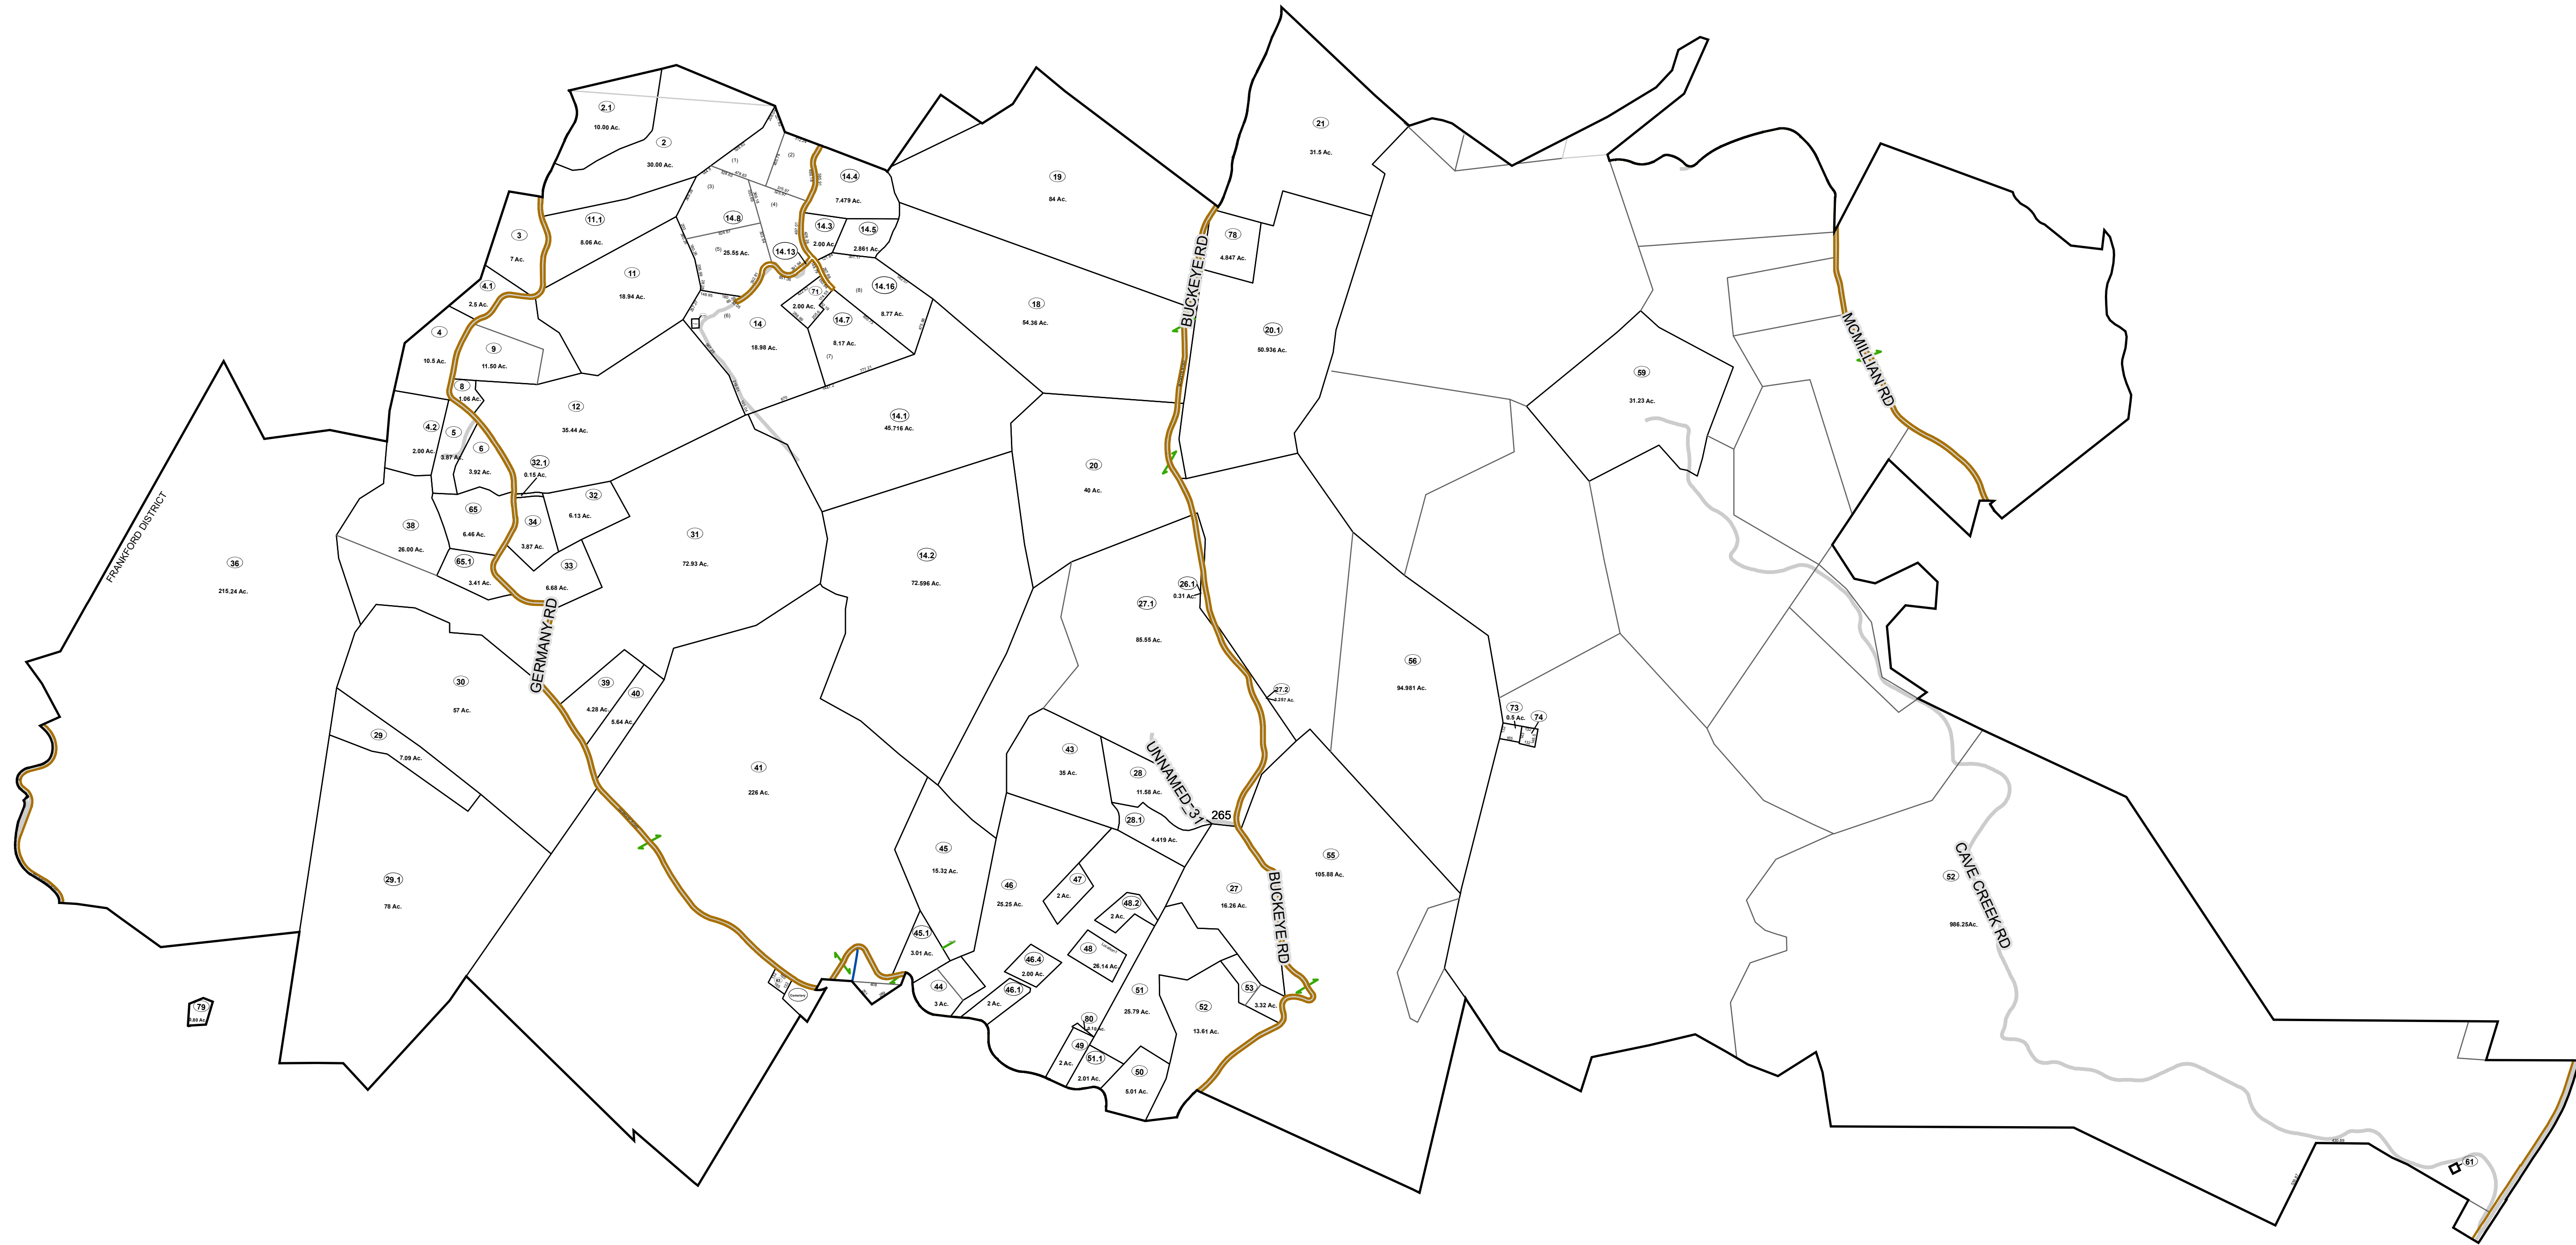 2.1
10.00 Ac.
2
30.00 Ac.
(1)
(2)
(3)
(4)
(5)
(6)
(7)
(8)
3
7 Ac.
11.1
8.06 Ac.
14.8
25.55 Ac.
14.4
7.479 Ac.
14.3
2.00 Ac.
14.5
2.861 Ac.
14.13
4.1
2.5 Ac.
11
18.94 Ac.
71
2.00 Ac.
14.16
8.77 Ac.
14
18.98 Ac.
14.7
8.17 Ac.
4
10.5 Ac.
9
11.50 Ac.
8
1.06 Ac.
12
35.44 Ac.
4.2
2.00 Ac.
5
3.87 Ac.
6
3.92 Ac.
32.1
0.15 Ac.
32
6.13 Ac.
65
6.46 Ac.
34
3.87 Ac.
38
26.00 Ac.
65.1
3.41 Ac.
33
6.68 Ac.
31
72.93 Ac.
FRANKFORD DISTRICT
36
215.24 Ac.
GERMANY RD
19
84 Ac.
18
54.36 Ac.
14.1
45.716 Ac.
14.2
72.596 Ac.
20
40 Ac.
21
31.5 Ac.
78
4.847 Ac.
BUCKEYE RD
20.1
50.936 Ac.
59
31.23 Ac.
MCMILLIAN RD
26.1
0.31 Ac.
27.1
85.55 Ac.
27.2
56
94.981 Ac.
73
0.5 Ac.
74
30
57 Ac.
39
4.28 Ac.
40
5.64 Ac.
29
7.09 Ac.
29.1
78 Ac.
41
226 Ac.
43
35 Ac.
28
11.58 Ac.
UNNAMED_31
265
28.1
4.419 Ac.
45
15.32 Ac.
46
25.25 Ac.
47
2 Ac.
48.2
2 Ac.
27
16.26 Ac.
BUCKEYE RD
55
105.88 Ac.
52
986.25Ac.
CAVE CREEK RD
45.1
3.01 Ac.
46.4
2.00 Ac.
48
26.14 Ac.
44
3 Ac.
46.1
2 Ac.
51
25.79 Ac.
52
13.61 Ac.
53
3.32 Ac.
80
49
2 Ac.
51.1
2.01 Ac.
50
5.01 Ac.
Cemetery
79
61